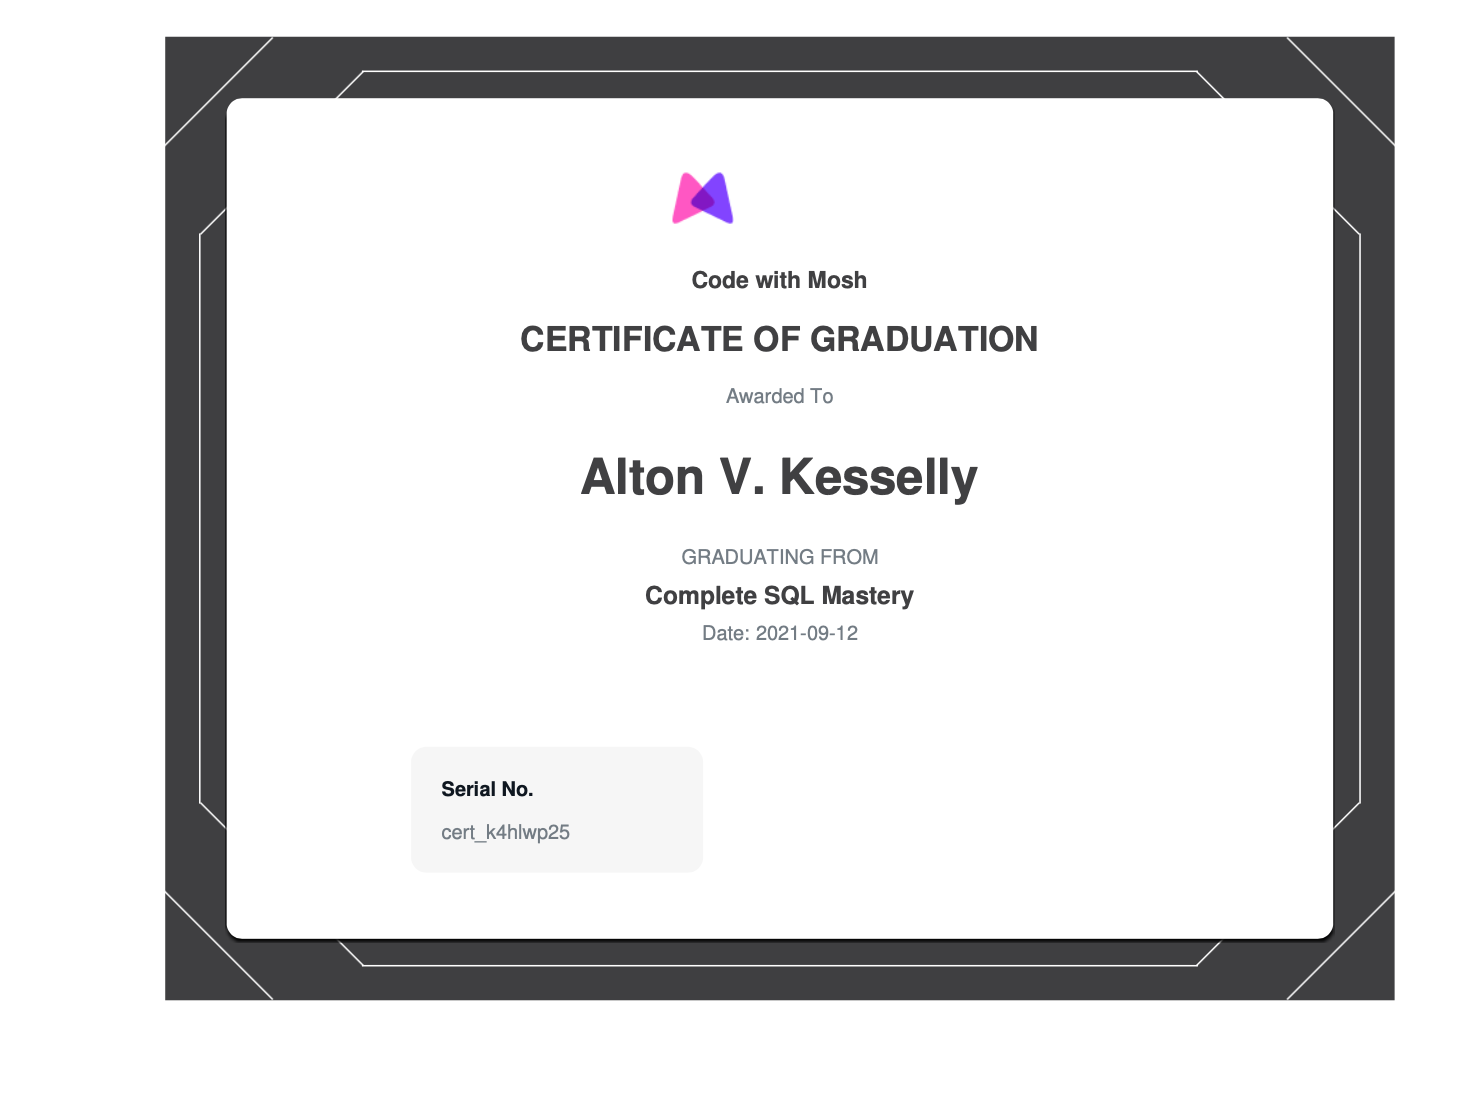 Code with Mosh
CERTIFICATE OF GRADUATION
Awarded To
Alton V. Kesselly
GRADUATING FROM
Complete SQL Mastery
Date: 2021-09-12
Serial No.
cert_k4hlwp25